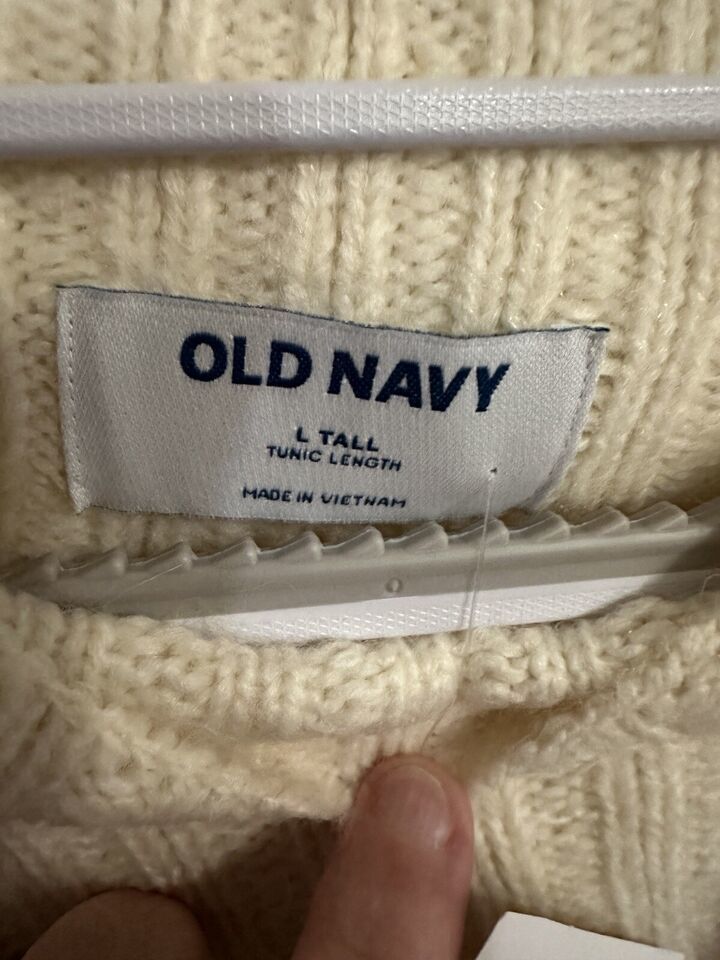 OLD NAVY
L TALL
TUNIC LENGTH
MADE IN VIETNAM